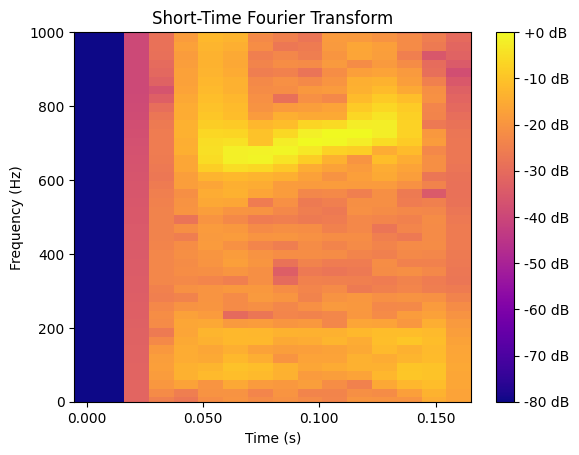 Short-Time Fourier Transform
1000
800
600
400
200
0
Frequency (Hz)
0.000
0.050
0.100
0.150
Time (s)
+0 dB
-10 dB
-20 dB
-30 dB
-40 dB
-50 dB
-60 dB
-70 dB
-80 dB